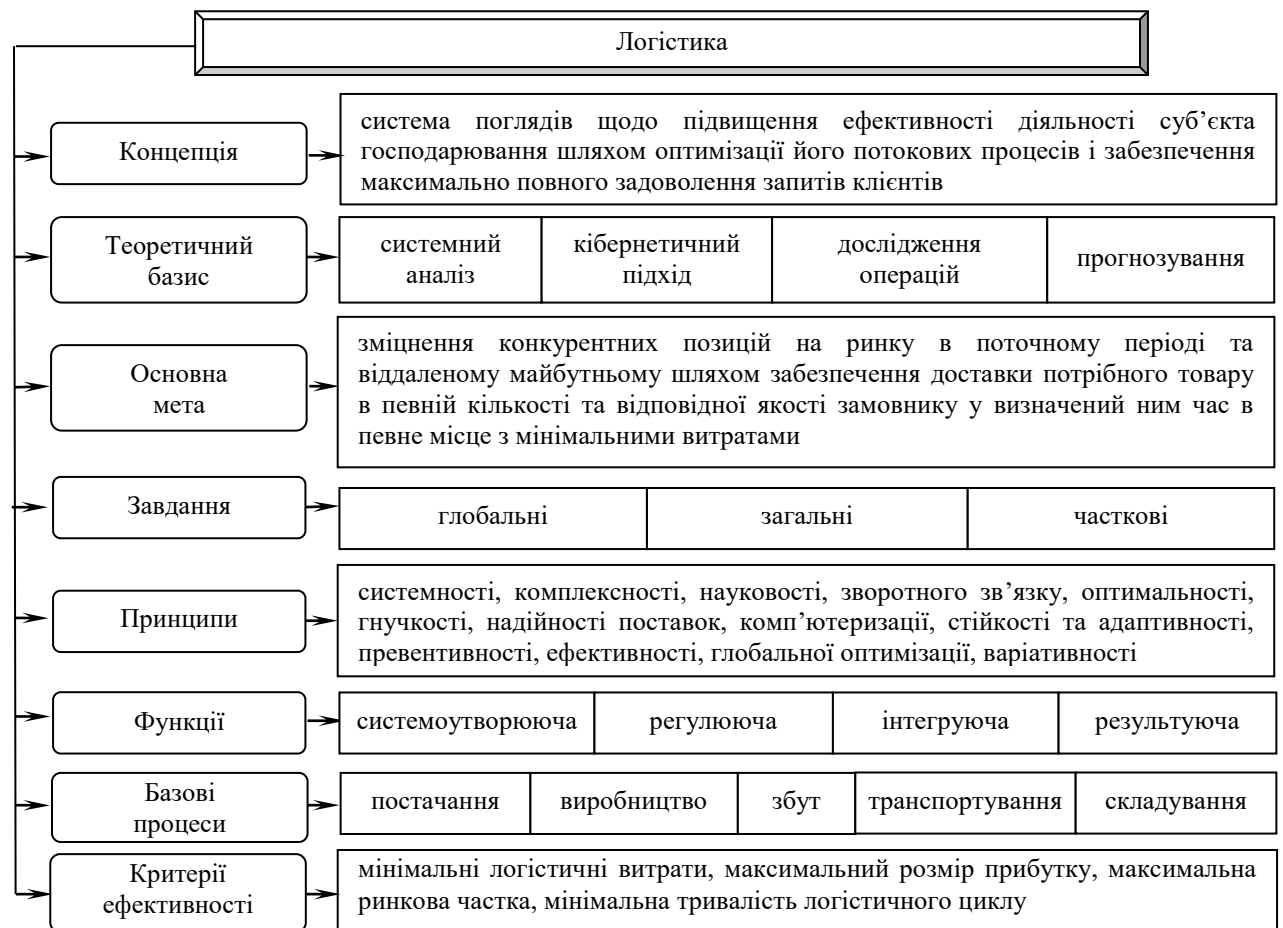 Логістика
Концепція
система поглядів щодо підвищення ефективності діяльності суб’єкта
господарювання шляхом оптимізації його потокових процесів і забезпечення
максимально повного задоволення запитів клієнтів
Теоретичний
базис
системний
аналіз
кібернетичний
підхід
дослідження
операцій
прогнозування
Основна
мета
зміцнення конкурентних позицій на ринку в поточному періоді та
віддаленому майбутньому шляхом забезпечення доставки потрібного товару
в певній кількості та відповідної якості замовнику у визначений ним час в
певне місце з мінімальними витратами
Завдання
глобальні
загальні
часткові
Принципи
системності, комплексності, науковості, зворотного зв’язку, оптимальності,
гнучкості, надійності поставок, комп’ютеризації, стійкості та адаптивності,
превентивності, ефективності, глобальної оптимізації, варіативності
Функції
системоутворююча
регулююча
інтегруюча
результуюча
Базові
процеси
постачання
виробництво
збут
транспортування
складування
Критерії
ефективності
мінімальні логістичні витрати, максимальний розмір прибутку, максимальна
ринкова частка, мінімальна тривалість логістичного циклу